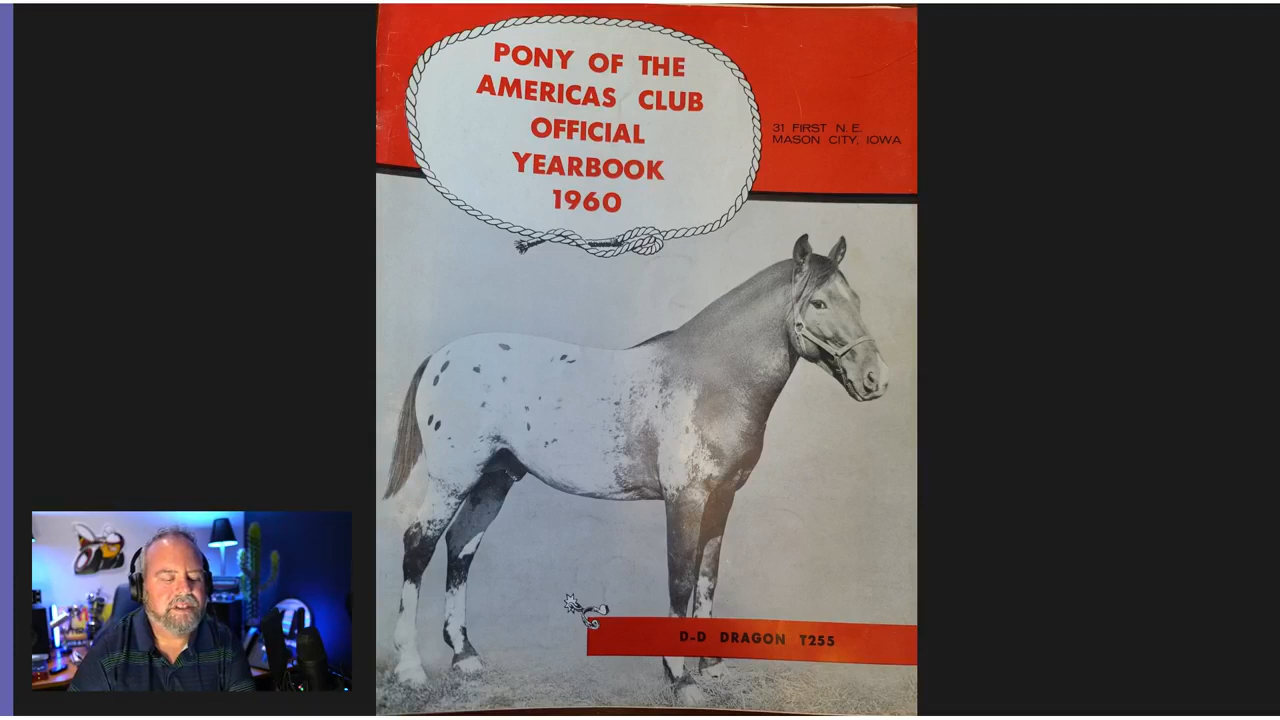 PONY OF THE
AMERICAS CLUB
OFFICIAL
YEARBOOK
1960
31 FIRST N.E.
MASON CITY, IOWA
D-D DRAGON T255